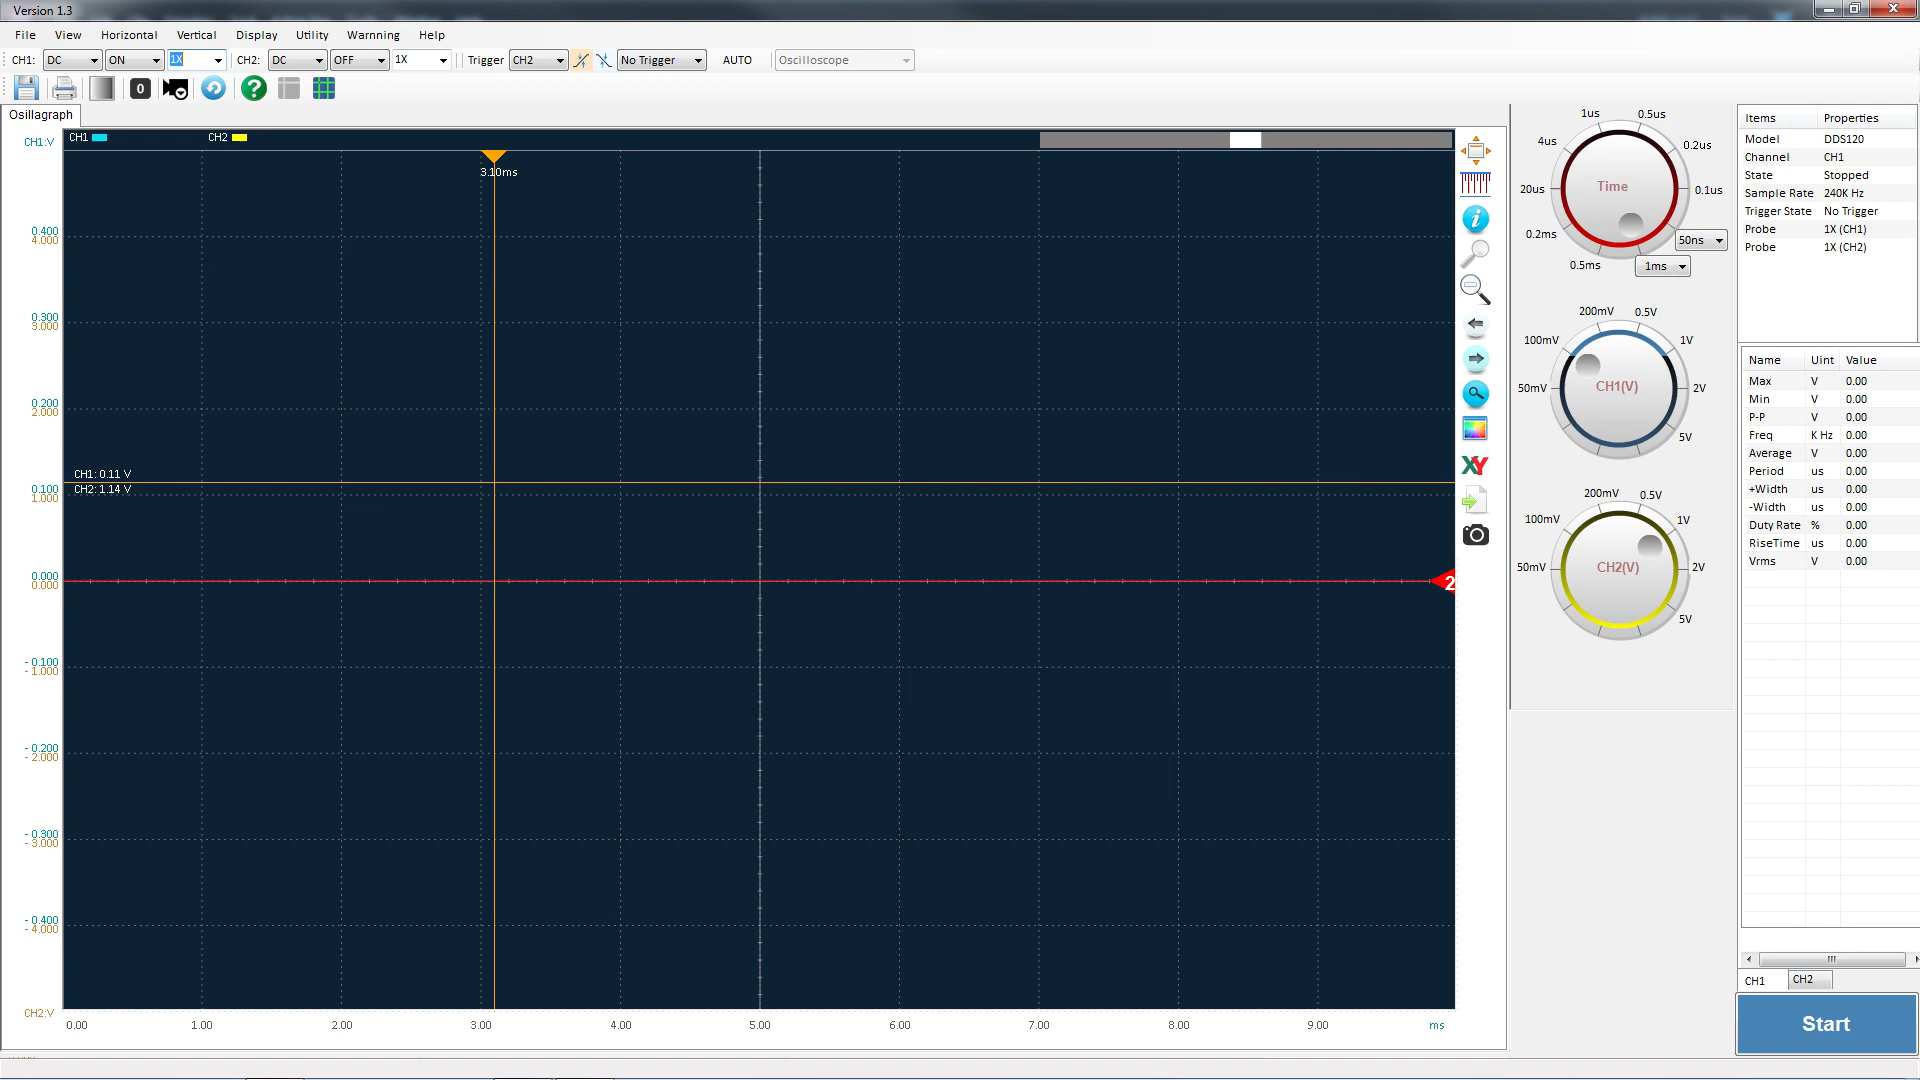 Version 1.3
File View Horizontal Vertical Display Utility Warnning Help
CH1: DC ON 1X CH2: DC OFF 1X Trigger CH2 No Trigger AUTO Oscilloscope
0
Osillagraph
CH1:V
CH1 CH2
3.10ms
0.400
4.000
0.300
3.000
0.200
2.000
CH1: 0.11 V
CH2: 1.14 V
0.100
1.000
0.000
0.000
2
- 0.100
- 1.000
- 0.200
- 2.000
- 0.300
- 3.000
- 0.400
- 4.000
CH2:V
0.00 1.00 2.00 3.00 4.00 5.00 6.00 7.00 8.00 9.00 ms
i
XY
1us 0.5us
4us 0.2us
20us Time 0.1us
0.2ms 50ns
0.5ms 1ms
200mV 0.5V
100mV 1V
50mV CH1(V) 2V
5V
200mV 0.5V
100mV 1V
50mV CH2(V) 2V
5V
Items Properties
Model DDS120
Channel CH1
State Stopped
Sample Rate 240K Hz
Trigger State No Trigger
Probe 1X (CH1)
Probe 1X (CH2)
Name Uint Value
Max V 0.00
Min V 0.00
P-P V 0.00
Freq K Hz 0.00
Average V 0.00
Period us 0.00
+Width us 0.00
-Width us 0.00
Duty Rate % 0.00
RiseTime us 0.00
Vrms V 0.00
CH1 CH2
Start